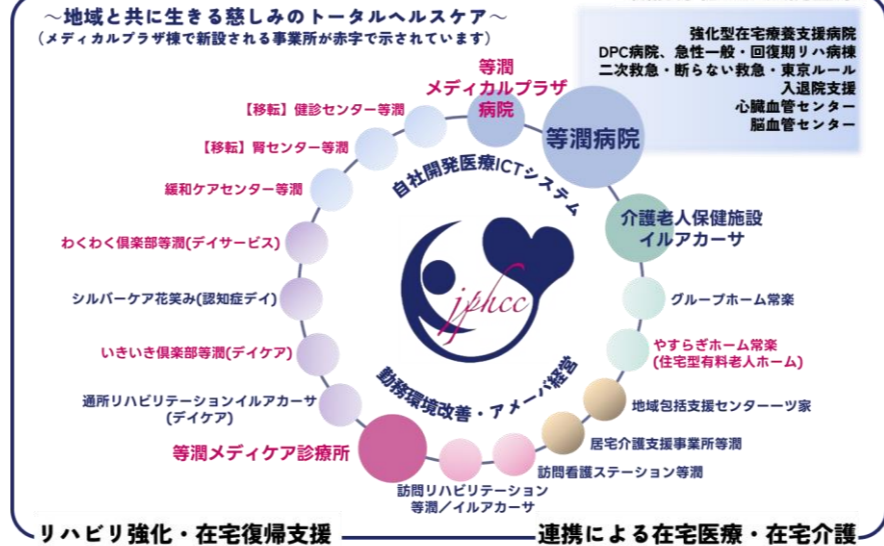 ～地域と共に生きる慈しみのトータルヘルスケア～
（メディカルプラザ棟で新設される事業所が赤字で示されています）
強化型在宅療養支援病院
DPC病院、急性一般・回復期リハ病棟
二次救急・断らない救急・東京ルール
入退院支援
心臓血管センター
脳血管センター
等潤
メディカルプラザ
病院
等潤病院
【移転】健診センター等潤
【移転】腎センター等潤
緩和ケアセンター等潤
わくわく倶楽部等潤(デイサービス)
シルバーケア花笑み(認知症デイ)
いきいき倶楽部等潤(デイケア)
通所リハビリテーションイルアカーサ
(デイケア)
等潤メディケア診療所
自社開発医療ICTシステム
jphcc
勤務環境改善・アメーバ経営
介護老人保健施設
イルアカーサ
グループホーム常楽
やすらぎホーム常楽
(住宅型有料老人ホーム)
地域包括支援センター一ツ家
居宅介護支援事業所等潤
訪問看護ステーション等潤
訪問リハビリテーション
等潤／イルアカーサ
リハビリ強化・在宅復帰支援
連携による在宅医療・在宅介護